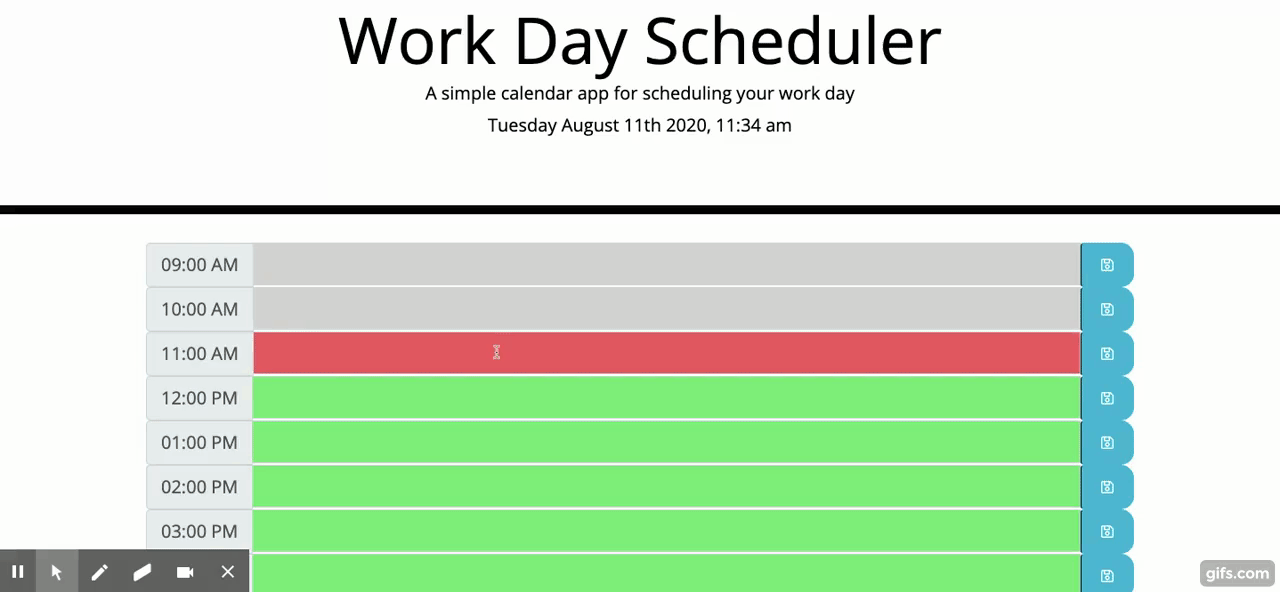 Work Day Scheduler
A simple calendar app for scheduling your work day
Tuesday August 11th 2020, 11:34 am
09:00 AM
10:00 AM
11:00 AM
12:00 PM
01:00 PM
02:00 PM
03:00 PM
gifs.com